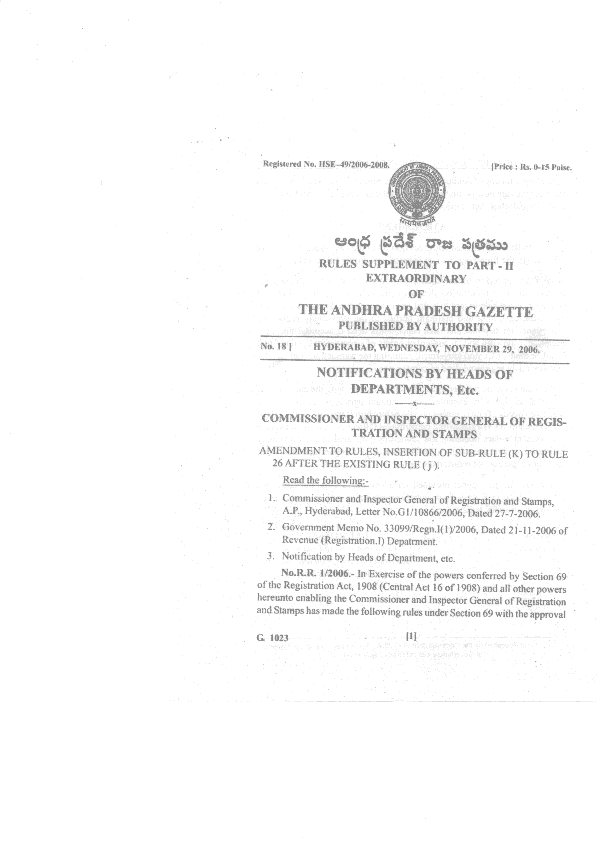 Registered No. HSE-49/2006-2008. [Price : Rs. 0-15 Paise.
ఆంధ్ర ప్రదేశ్ రాజ పత్రము
RULES SUPPLEMENT TO PART - II
EXTRAORDINARY
OF
THE ANDHRA PRADESH GAZETTE
PUBLISHED BY AUTHORITY
No. 18 ] HYDERABAD, WEDNESDAY, NOVEMBER 29, 2006.
NOTIFICATIONS BY HEADS OF
DEPARTMENTS, Etc.
—x—
COMMISSIONER AND INSPECTOR GENERAL OF REGIS-
TRATION AND STAMPS
AMENDMENT TO RULES, INSERTION OF SUB-RULE (K) TO RULE
26 AFTER THE EXISTING RULE ( j ).
Read the following:-
1. Commissioner and Inspector General of Registration and Stamps,
A.P., Hyderabad, Letter No.G1/10866/2006, Dated 27-7-2006.
2. Government Memo No. 33099/Regn.I(1)/2006, Dated 21-11-2006 of
Revenue (Registration.I) Depatrment.
3. Notification by Heads of Department, etc.
No.R.R. 1/2006.- In Exercise of the powers conferred by Section 69
of the Registration Act, 1908 (Central Act 16 of 1908) and all other powers
hereunto enabling the Commissioner and Inspector General of Registration
and Stamps has made the following rules under Section 69 with the approval
G. 1023 [1]